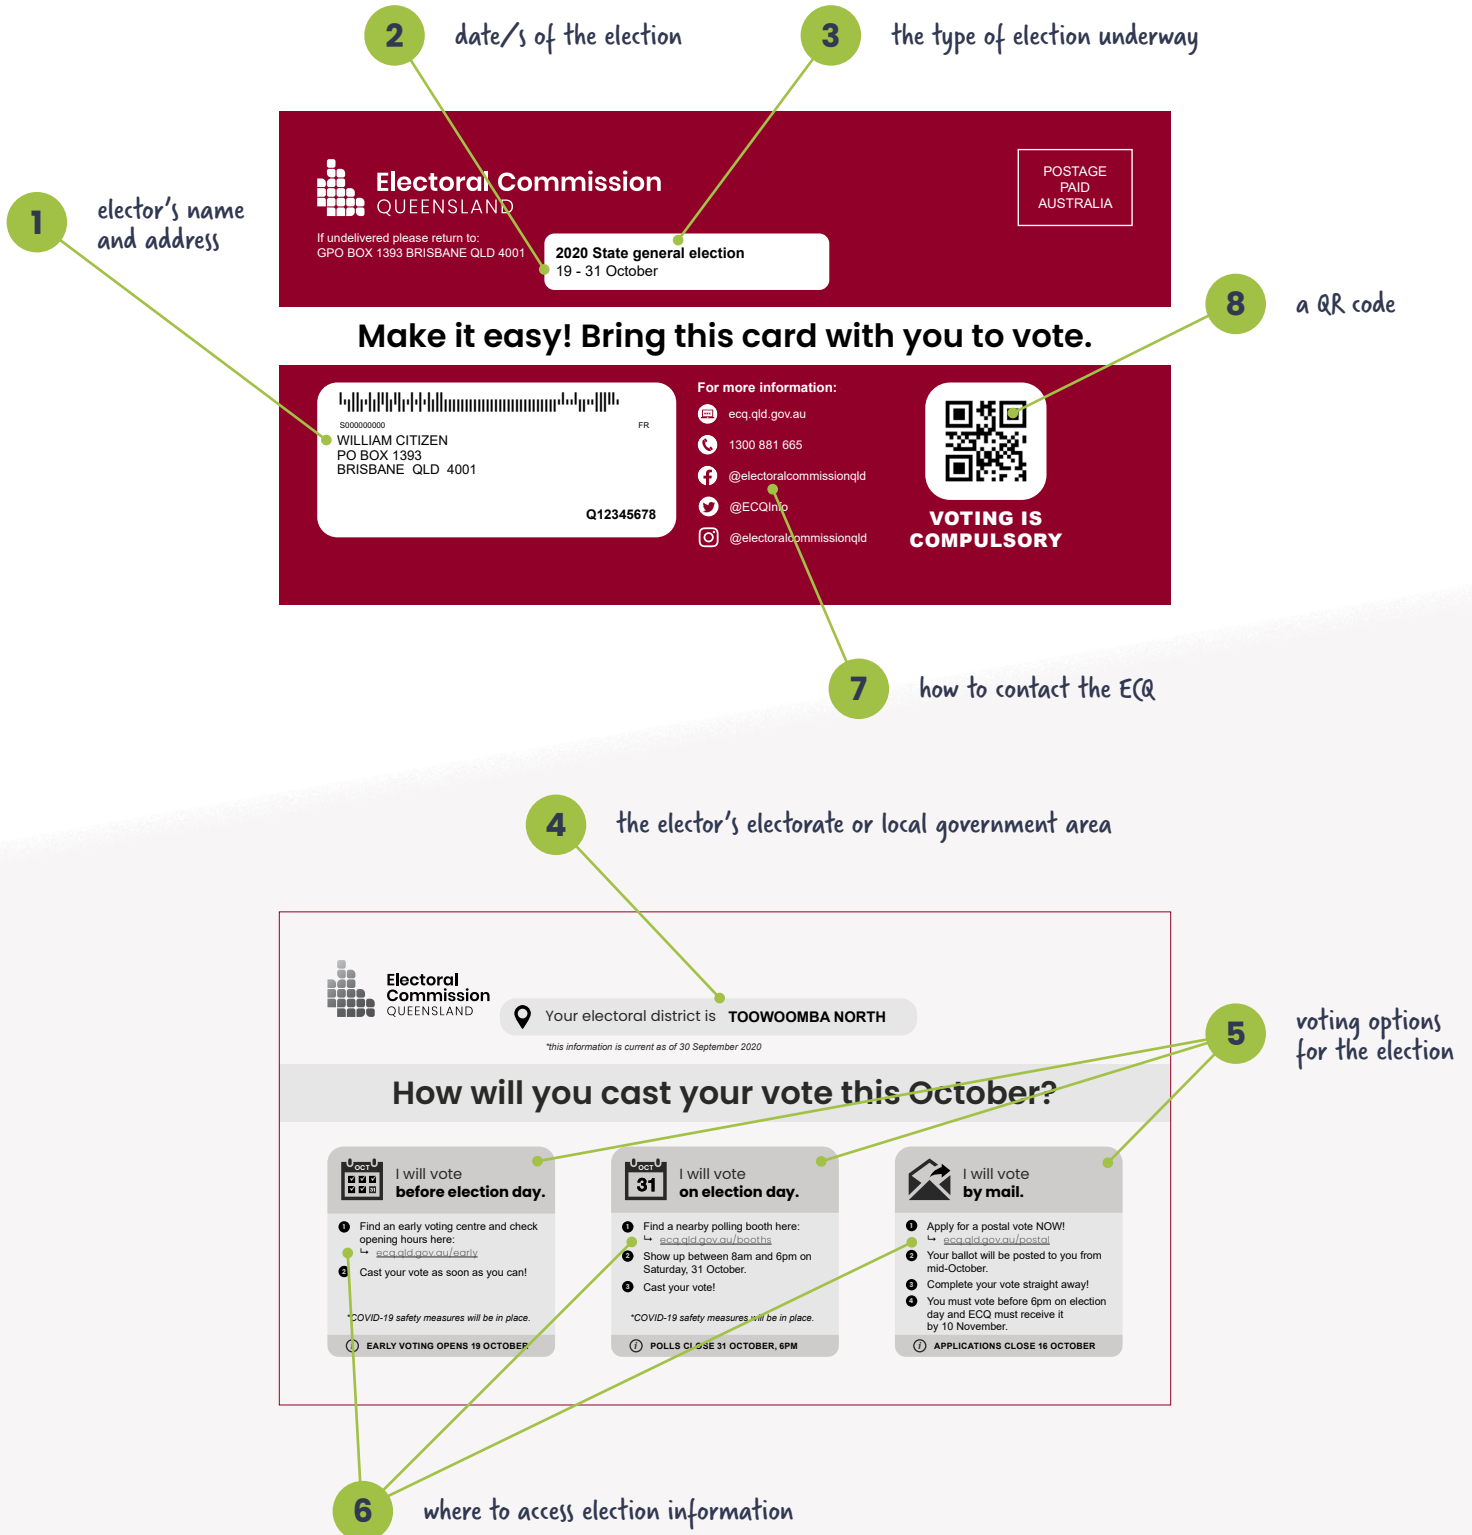 2 date/s of the election
3 the type of election underway
Electoral Commission
QUEENSLAND
If undelivered please return to:
GPO BOX 1393 BRISBANE QLD 4001
POSTAGE
PAID
AUSTRALIA
1 elector's name
and address
2020 State general election
19 - 31 October
8 a QR code
Make it easy! Bring this card with you to vote.
S000000000 FR
WILLIAM CITIZEN
PO BOX 1393
BRISBANE QLD 4001
Q12345678
For more information:
ecq.qld.gov.au
1300 881 665
@electoralcommissionqld
@ECQInfo
@electoralcommissionqld
VOTING IS
COMPULSORY
7 how to contact the ECQ
4 the elector's electorate or local government area
Electoral
Commission
QUEENSLAND
Your electoral district is TOOWOOMBA NORTH
*this information is current as of 30 September 2020
5 voting options
for the election
How will you cast your vote this October?
OCT
31
I will vote
before election day.
1 Find an early voting centre and check
opening hours here:
↳ ecq.qld.gov.au/early
2 Cast your vote as soon as you can!
*COVID-19 safety measures will be in place.
i EARLY VOTING OPENS 19 OCTOBER
OCT
31
I will vote
on election day.
1 Find a nearby polling booth here:
↳ ecq.qld.gov.au/booths
2 Show up between 8am and 6pm on
Saturday, 31 October.
3 Cast your vote!
*COVID-19 safety measures will be in place.
i POLLS CLOSE 31 OCTOBER, 6PM
I will vote
by mail.
1 Apply for a postal vote NOW!
↳ ecq.qld.gov.au/postal
2 Your ballot will be posted to you from
mid-October.
3 Complete your vote straight away!
4 You must vote before 6pm on election
day and ECQ must receive it
by 10 November.
i APPLICATIONS CLOSE 16 OCTOBER
6 where to access election information